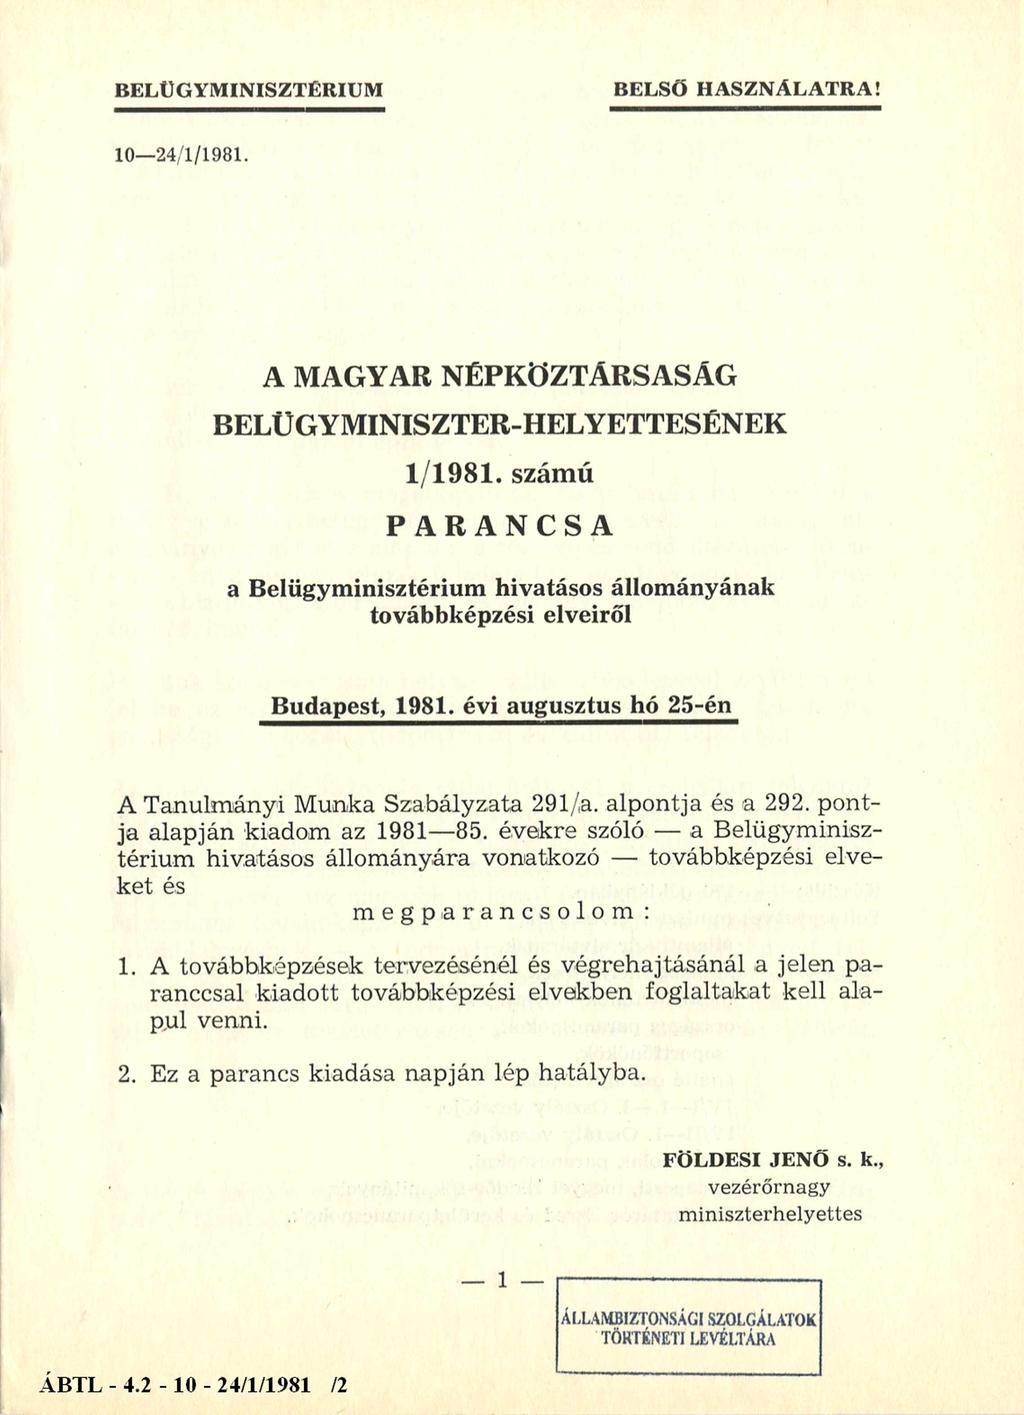 BELÜGYMINISZTÉRIUM
BELSŐ HASZNÁLATRA!
10—24/1/1981.
A MAGYAR NÉPKÖZTÁRSASÁG
BELÜGYMINISZTER-HELYETTESÉNEK
1/1981. számú
PARANCSA
a Belügyminisztérium hivatásos állományának
továbbképzési elveiről
Budapest, 1981. évi augusztus hó 25-én
A Tanulmányi Munka Szabályzata 291/a. alpontja és a 292. pont-
ja alapján kiadom az 1981—85. évekre szóló — a Belügyminisz-
térium hivatásos állományára vonatkozó — továbbképzési elve-
ket és
megparancsolom:
1. A továbbképzések tervezésénél és végrehajtásánál a jelen pa-
ranccsal kiadott továbbképzési elvekben foglaltakat kell ala-
pul venni.
2. Ez a parancs kiadása napján lép hatályba.
FÖLDESI JENŐ s. k.,
vezérőrnagy
miniszterhelyettes
— 1 —
ÁLLAMBIZTONSÁGI SZOLGÁLATOK
TÖRTÉNETI LEVÉLTÁRA
ÁBTL - 4.2 - 10 - 24/1/1981 /2